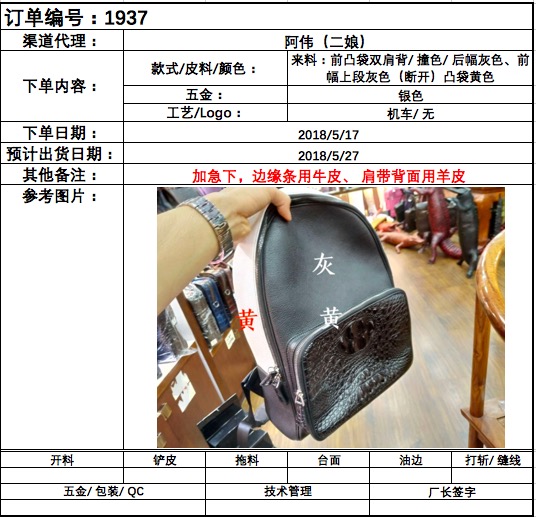 订单编号：1937
渠道代理：
阿伟（二娘）
下单内容：
款式/皮料/颜色：
来料：前凸袋双肩背/ 撞色/ 后幅灰色、前
幅上段灰色（断开）凸袋黄色
五金：
银色
工艺/Logo：
机车/ 无
下单日期：
2018/5/17
预计出货日期：
2018/5/27
其他备注：
加急下，边缘条用牛皮、 肩带背面用羊皮
参考图片：
灰
黄
黄
开料 铲皮 拖料 台面 油边 打斩/ 缝线
五金/ 包装/ QC 技术管理 厂长签字